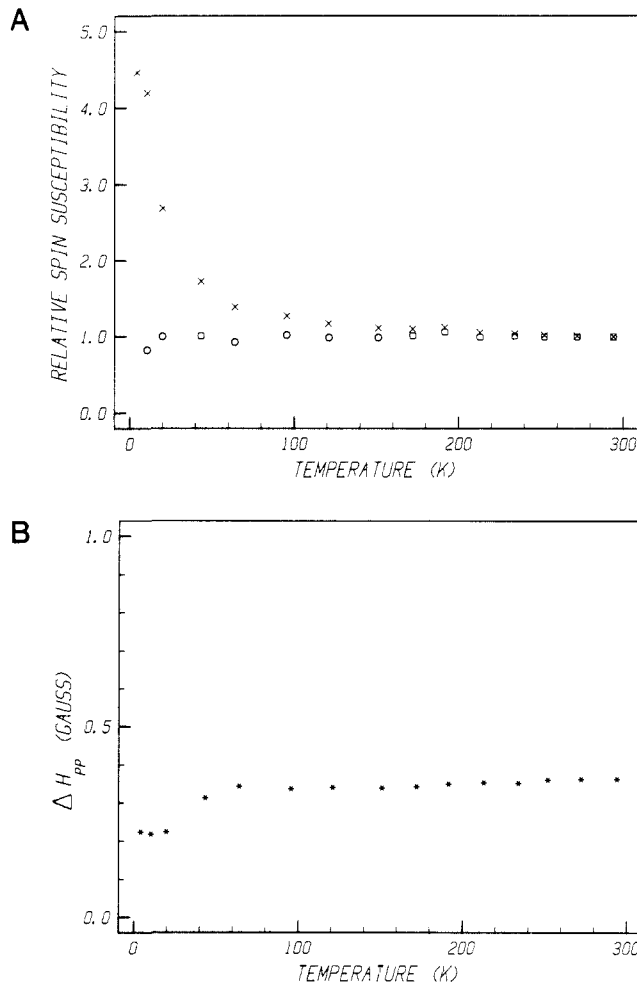 A
RELATIVE SPIN SUSCEPTIBILITY
5.0
4.0
3.0
2.0
1.0
0.0
0
100
200
300
TEMPERATURE (K)
B
ΔH_PP (GAUSS)
1.0
0.5
0.0
0
100
200
300
TEMPERATURE (K)